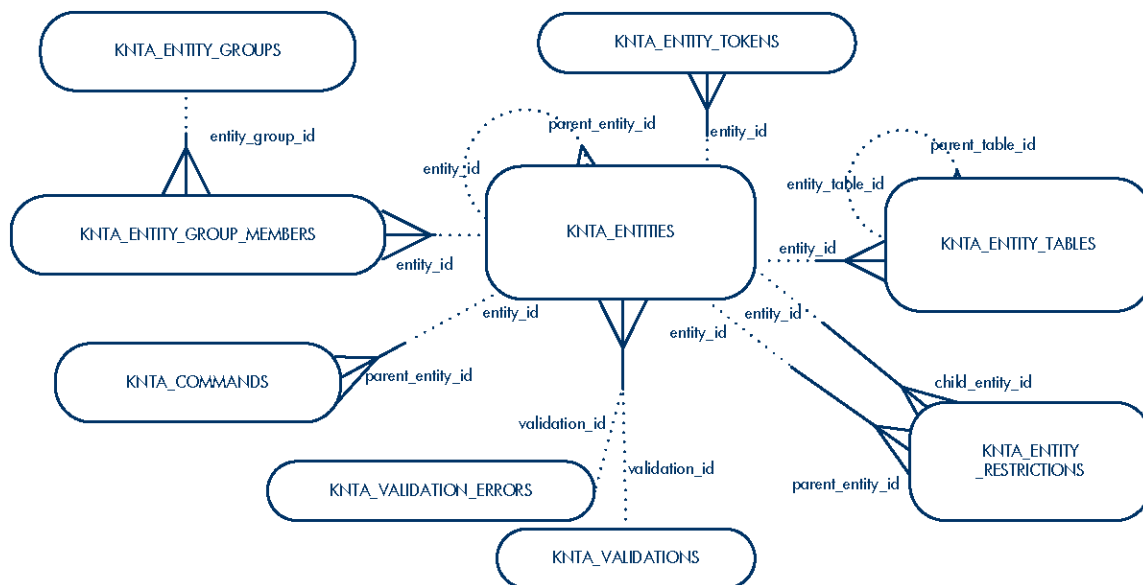 KNTA_ENTITY_GROUPS
KNTA_ENTITY_TOKENS
parent_entity_id
entity_id
entity_group_id
parent_table_id
entity_id
entity_table_id
KNTA_ENTITY_GROUP_MEMBERS
KNTA_ENTITIES
KNTA_ENTITY_TABLES
entity_id
entity_id
entity_id
entity_id
entity_id
KNTA_COMMANDS
parent_entity_id
child_entity_id
validation_id
KNTA_ENTITY
_RESTRICTIONS
validation_id
parent_entity_id
KNTA_VALIDATION_ERRORS
KNTA_VALIDATIONS